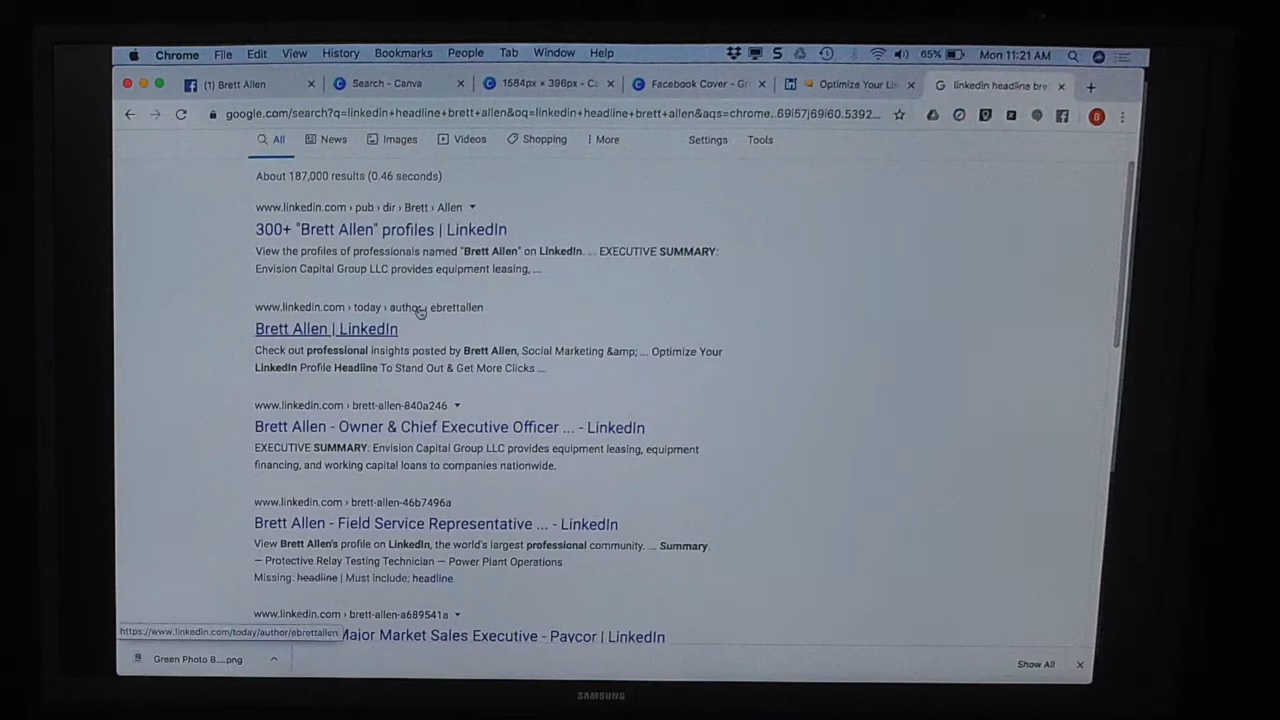 Chrome File Edit View History Bookmarks People Tab Window Help 65% Mon 11:21 AM
(1) Brett Allen Search - Canva 1584px × 396px - Ca Facebook Cover - Gr Optimize Your Lin linkedin headline bre
google.com/search?q=linkedin+headline+brett+allen&oq=linkedin+headline+brett+allen&aqs=chrome..69i57j69i60.5392...
All News Images Videos Shopping More Settings Tools
About 187,000 results (0.46 seconds)
www.linkedin.com › pub › dir › Brett › Allen
300+ "Brett Allen" profiles | LinkedIn
View the profiles of professionals named "Brett Allen" on LinkedIn. ... EXECUTIVE SUMMARY:
Envision Capital Group LLC provides equipment leasing, ...
www.linkedin.com › today › author › ebrettallen
Brett Allen | LinkedIn
Check out professional insights posted by Brett Allen, Social Marketing &amp; ... Optimize Your
LinkedIn Profile Headline To Stand Out & Get More Clicks ...
www.linkedin.com › brett-allen-840a246
Brett Allen - Owner & Chief Executive Officer ... - LinkedIn
EXECUTIVE SUMMARY: Envision Capital Group LLC provides equipment leasing, equipment
financing, and working capital loans to companies nationwide.
www.linkedin.com › brett-allen-46b7496a
Brett Allen - Field Service Representative ... - LinkedIn
View Brett Allen's profile on LinkedIn, the world's largest professional community. ... Summary.
— Protective Relay Testing Technician — Power Plant Operations
Missing: headline | Must include: headline
www.linkedin.com › brett-allen-a689541a
Major Market Sales Executive - Pavcor | LinkedIn
https://www.linkedin.com/today/author/ebrettallen
Green Photo B....png Show All
SAMSUNG